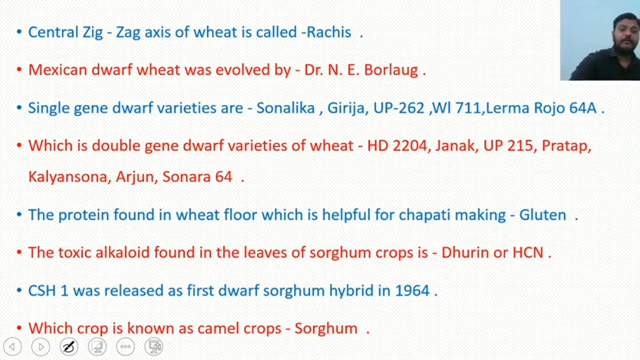 • Central Zig - Zag axis of wheat is called -Rachis .
• Mexican dwarf wheat was evolved by - Dr. N. E. Borlaug .
• Single gene dwarf varieties are - Sonalika , Girija, UP-262 ,Wl 711,Lerma Rojo 64A .
• Which is double gene dwarf varieties of wheat - HD 2204, Janak, UP 215, Pratap,
Kalyansona, Arjun, Sonara 64 .
• The protein found in wheat floor which is helpful for chapati making - Gluten .
• The toxic alkaloid found in the leaves of sorghum crops is - Dhurin or HCN .
• CSH 1 was released as first dwarf sorghum hybrid in 1964 .
• Which crop is known as camel crops - Sorghum .